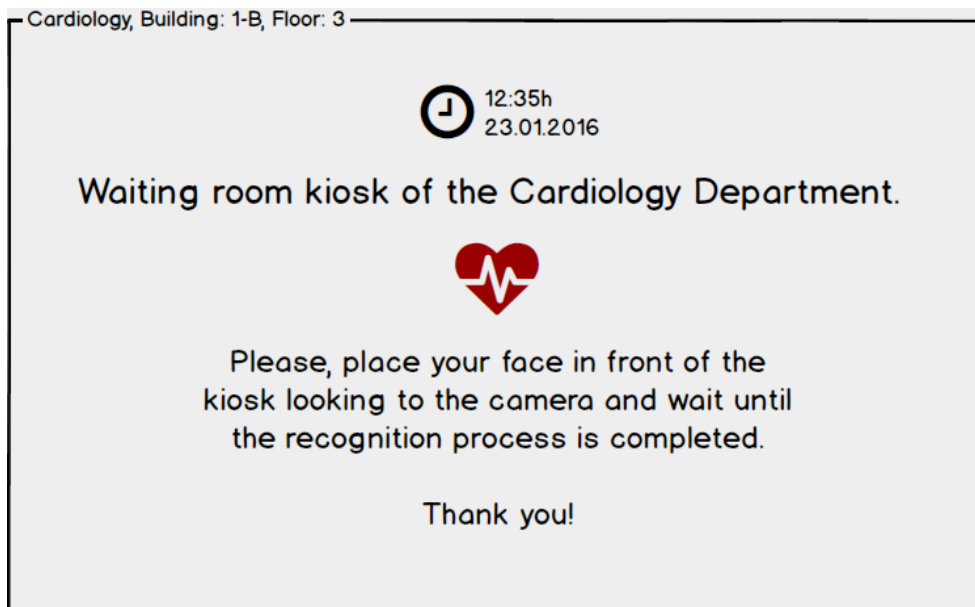 Cardiology, Building: 1-B, Floor: 3
12:35h
23.01.2016
Waiting room kiosk of the Cardiology Department.
Please, place your face in front of the
kiosk looking to the camera and wait until
the recognition process is completed.
Thank you!